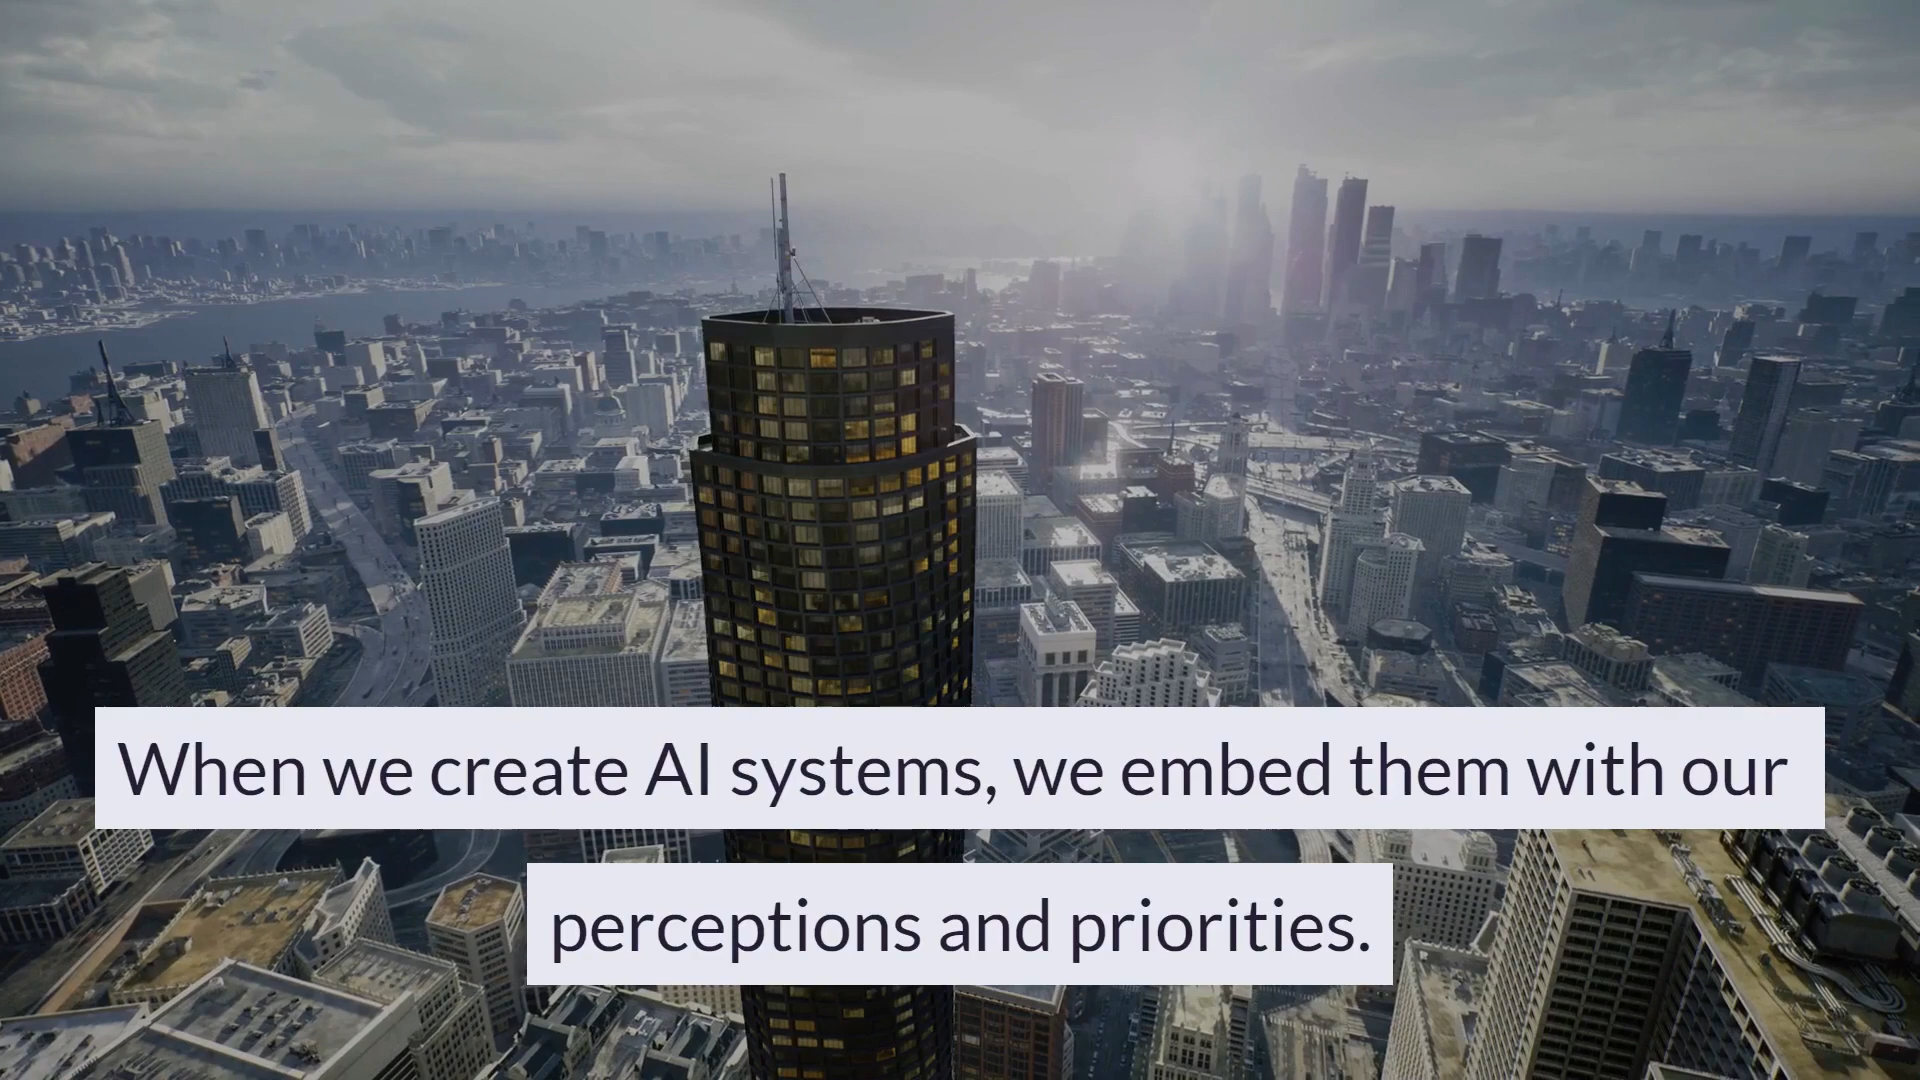 When we create AI systems, we embed them with our
perceptions and priorities.